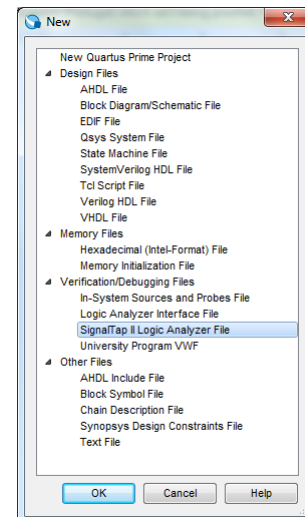 New
New Quartus Prime Project
Design Files
AHDL File
Block Diagram/Schematic File
EDIF File
Qsys System File
State Machine File
SystemVerilog HDL File
Tcl Script File
Verilog HDL File
VHDL File
Memory Files
Hexadecimal (Intel-Format) File
Memory Initialization File
Verification/Debugging Files
In-System Sources and Probes File
Logic Analyzer Interface File
SignalTap II Logic Analyzer File
University Program VWF
Other Files
AHDL Include File
Block Symbol File
Chain Description File
Synopsys Design Constraints File
Text File
OK Cancel Help